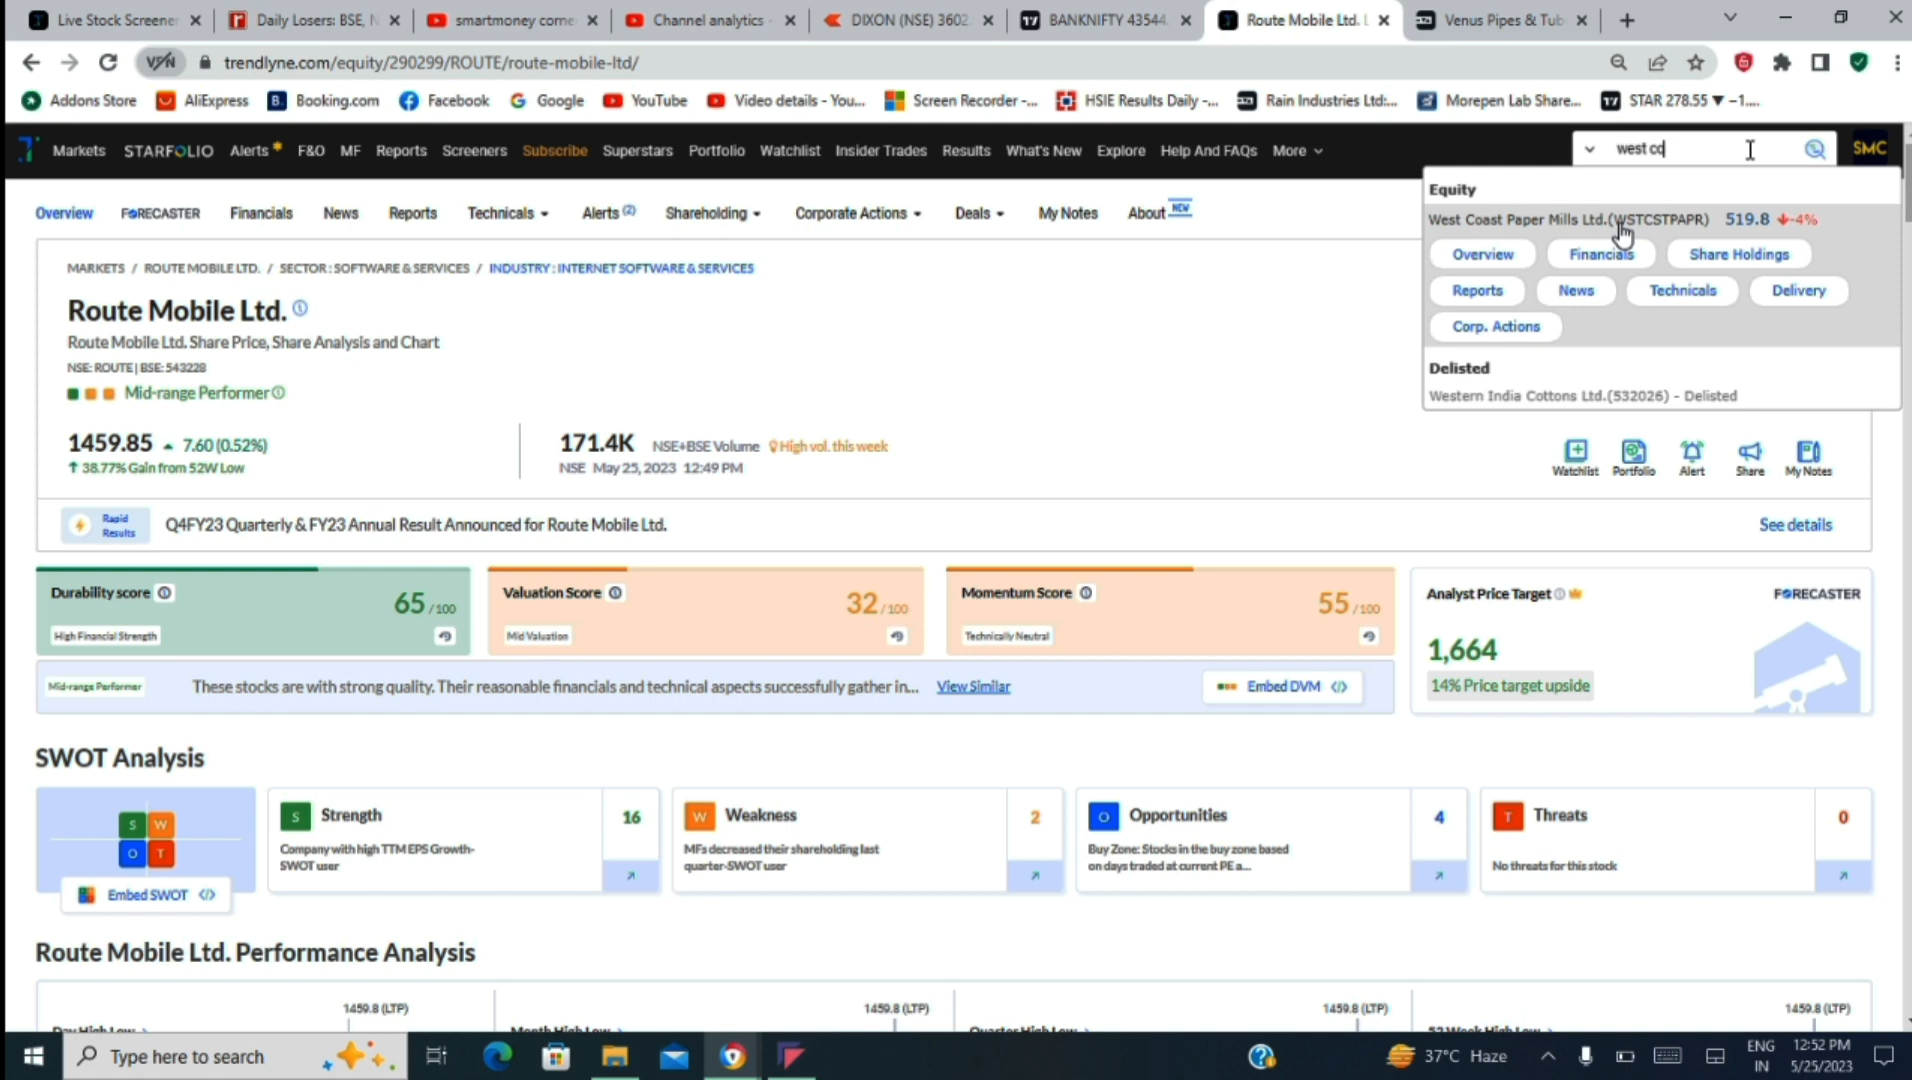 Live Stock Screener
Daily Losers: BSE, N
smartmoney corne
Channel analytics -
DIXON (NSE) 3602.
BANKNIFTY 43544.
Route Mobile Ltd. L
Venus Pipes & Tub
VPN
trendlyne.com/equity/290299/ROUTE/route-mobile-ltd/
Addons Store
AliExpress
Booking.com
Facebook
Google
YouTube
Video details - You...
Screen Recorder -...
HSIE Results Daily -...
Rain Industries Ltd:...
Morepen Lab Share...
STAR 278.55 ▼ −1....
Markets
STARFOLIO
Alerts
F&O
MF
Reports
Screeners
Subscribe
Superstars
Portfolio
Watchlist
Insider Trades
Results
What's New
Explore
Help And FAQs
More
west co
SMC
Overview
FORECASTER
Financials
News
Reports
Technicals
Alerts (2)
Shareholding
Corporate Actions
Deals
My Notes
About NEW
Equity
West Coast Paper Mills Ltd.(WSTCSTPAPR) 519.8 -4%
Overview
Financials
Share Holdings
Reports
News
Technicals
Delivery
Corp. Actions
Delisted
Western India Cottons Ltd.(532026) - Delisted
MARKETS / ROUTE MOBILE LTD. / SECTOR : SOFTWARE & SERVICES / INDUSTRY : INTERNET SOFTWARE & SERVICES
Route Mobile Ltd.
Route Mobile Ltd. Share Price, Share Analysis and Chart
NSE: ROUTE | BSE: 543228
Mid-range Performer
1459.85 7.60 (0.52%)
38.77% Gain from 52W Low
171.4K NSE+BSE Volume High vol. this week
NSE May 25, 2023 12:49 PM
Watchlist
Portfolio
Alert
Share
My Notes
Rapid
Results
Q4FY23 Quarterly & FY23 Annual Result Announced for Route Mobile Ltd.
See details
Durability score
65 /100
High Financial Strength
Valuation Score
32 /100
Mid Valuation
Momentum Score
55 /100
Technically Neutral
Analyst Price Target
FORECASTER
1,664
14% Price target upside
Mid-range Performer
These stocks are with strong quality. Their reasonable financials and technical aspects successfully gather in...
View Similar
Embed DVM
SWOT Analysis
S W
O T
Embed SWOT
S Strength 16
Company with high TTM EPS Growth-
SWOT user
W Weakness 2
MFs decreased their shareholding last
quarter-SWOT user
O Opportunities 4
Buy Zone: Stocks in the buy zone based
on days traded at current PE a...
T Threats 0
No threats for this stock
Route Mobile Ltd. Performance Analysis
1459.8 (LTP)
1459.8 (LTP)
1459.8 (LTP)
1459.8 (LTP)
Day High Low
Month High Low
Quarter High Low
52 Week High Low
Type here to search
37°C Haze
ENG
IN
12:52 PM
5/25/2023